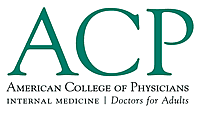 ACP
AMERICAN COLLEGE OF PHYSICIANS
INTERNAL MEDICINE | Doctors for Adults